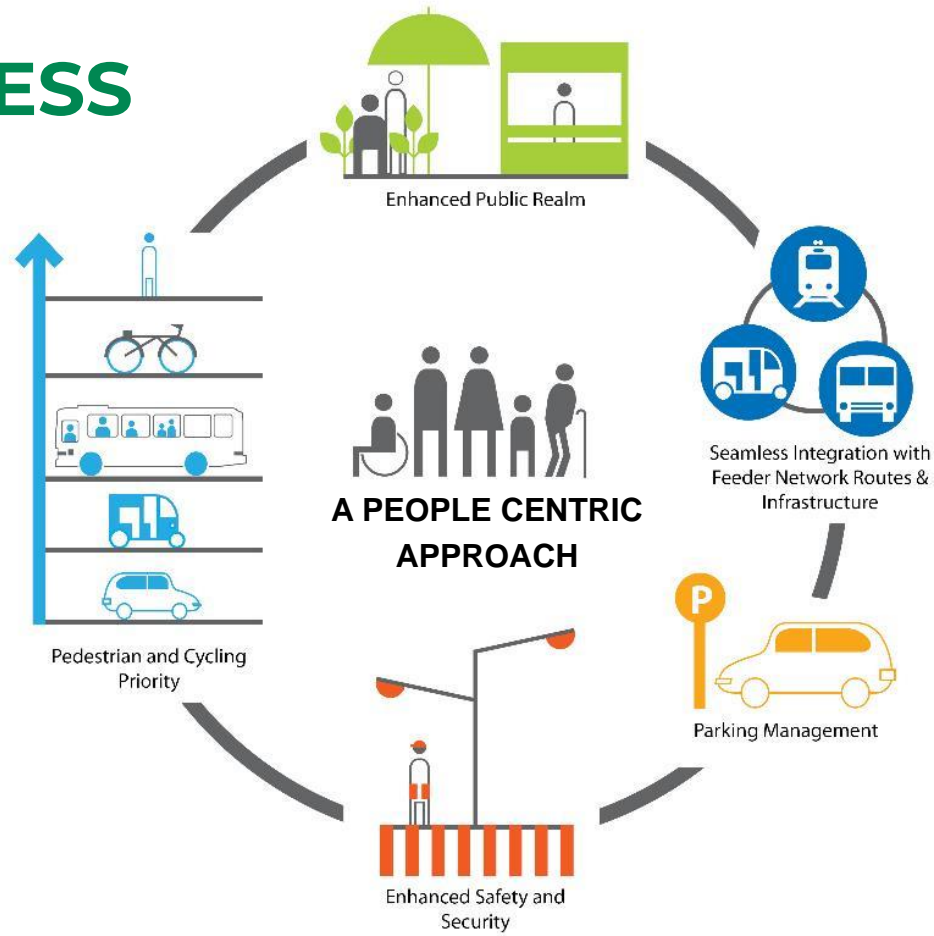 ESS
Enhanced Public Realm
Seamless Integration with
Feeder Network Routes &
Infrastructure
A PEOPLE CENTRIC
APPROACH
P
Pedestrian and Cycling
Priority
Parking Management
Enhanced Safety and
Security